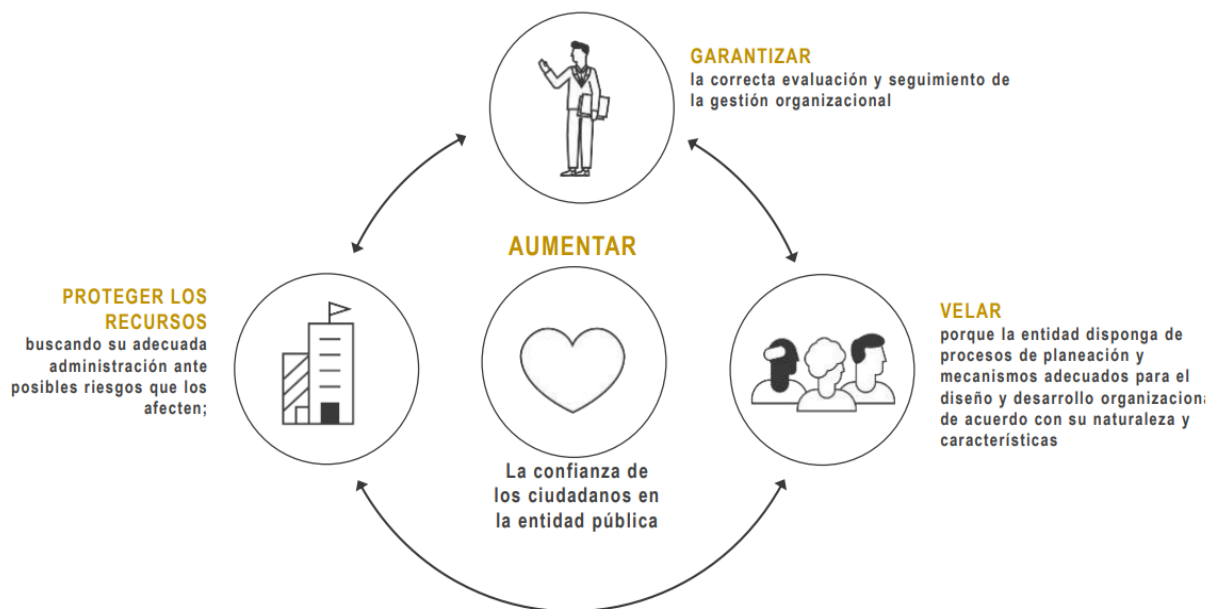 GARANTIZAR
la correcta evaluación y seguimiento de
la gestión organizacional
AUMENTAR
PROTEGER LOS
RECURSOS
buscando su adecuada
administración ante
posibles riesgos que los
afecten;
VELAR
porque la entidad disponga de
procesos de planeación y
mecanismos adecuados para el
diseño y desarrollo organizaciona
de acuerdo con su naturaleza y
características
La confianza de
los ciudadanos en
la entidad pública